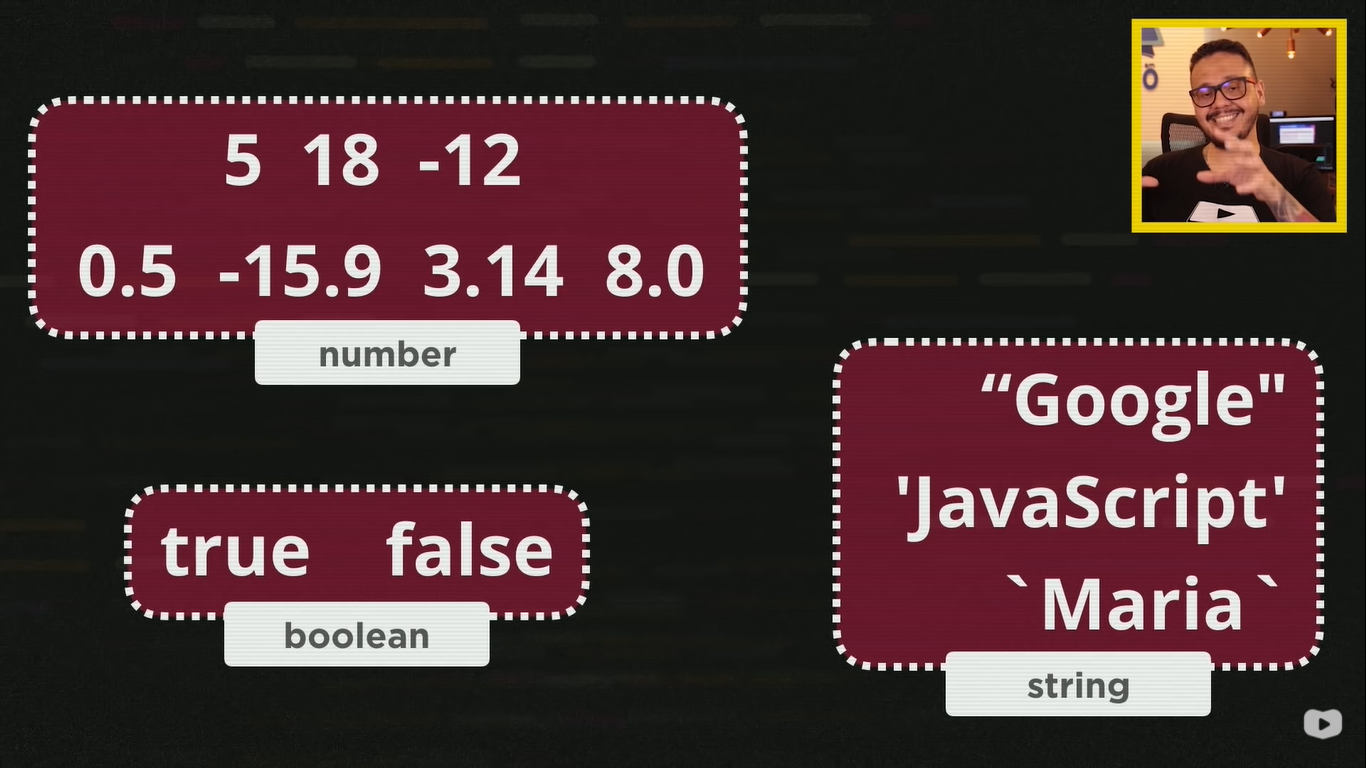 5 18 -12
0.5 -15.9 3.14 8.0
number
true false
boolean
“Google"
'JavaScript'
`Maria`
string